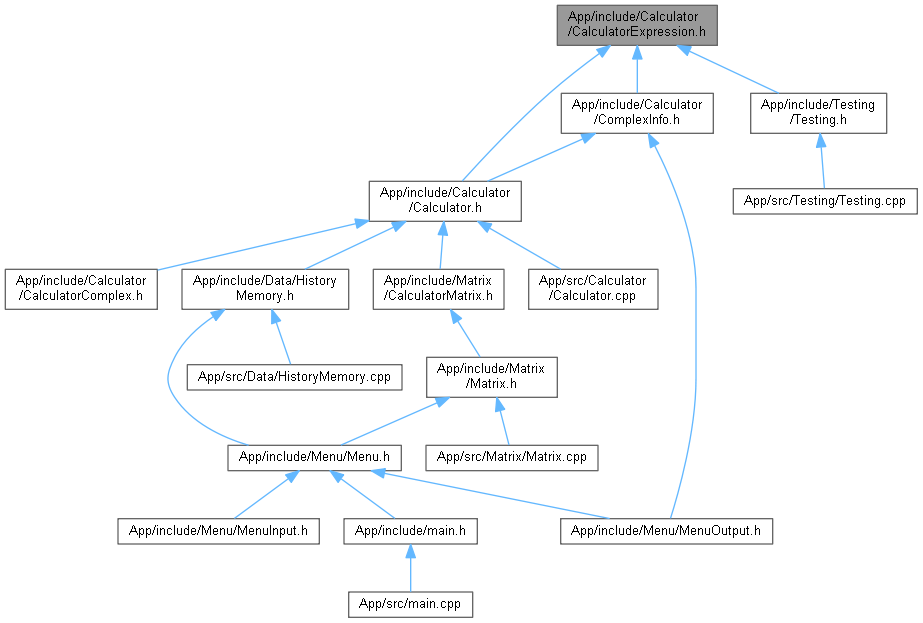 App/include/Calculator
/CalculatorExpression.h
App/include/Calculator
/ComplexInfo.h
App/include/Testing
/Testing.h
App/include/Calculator
/Calculator.h
App/src/Testing/Testing.cpp
App/include/Calculator
/CalculatorComplex.h
App/include/Data/History
Memory.h
App/include/Matrix
/CalculatorMatrix.h
App/src/Calculator
/Calculator.cpp
App/src/Data/HistoryMemory.cpp
App/include/Matrix
/Matrix.h
App/include/Menu/Menu.h
App/src/Matrix/Matrix.cpp
App/include/Menu/MenuInput.h
App/include/main.h
App/include/Menu/MenuOutput.h
App/src/main.cpp